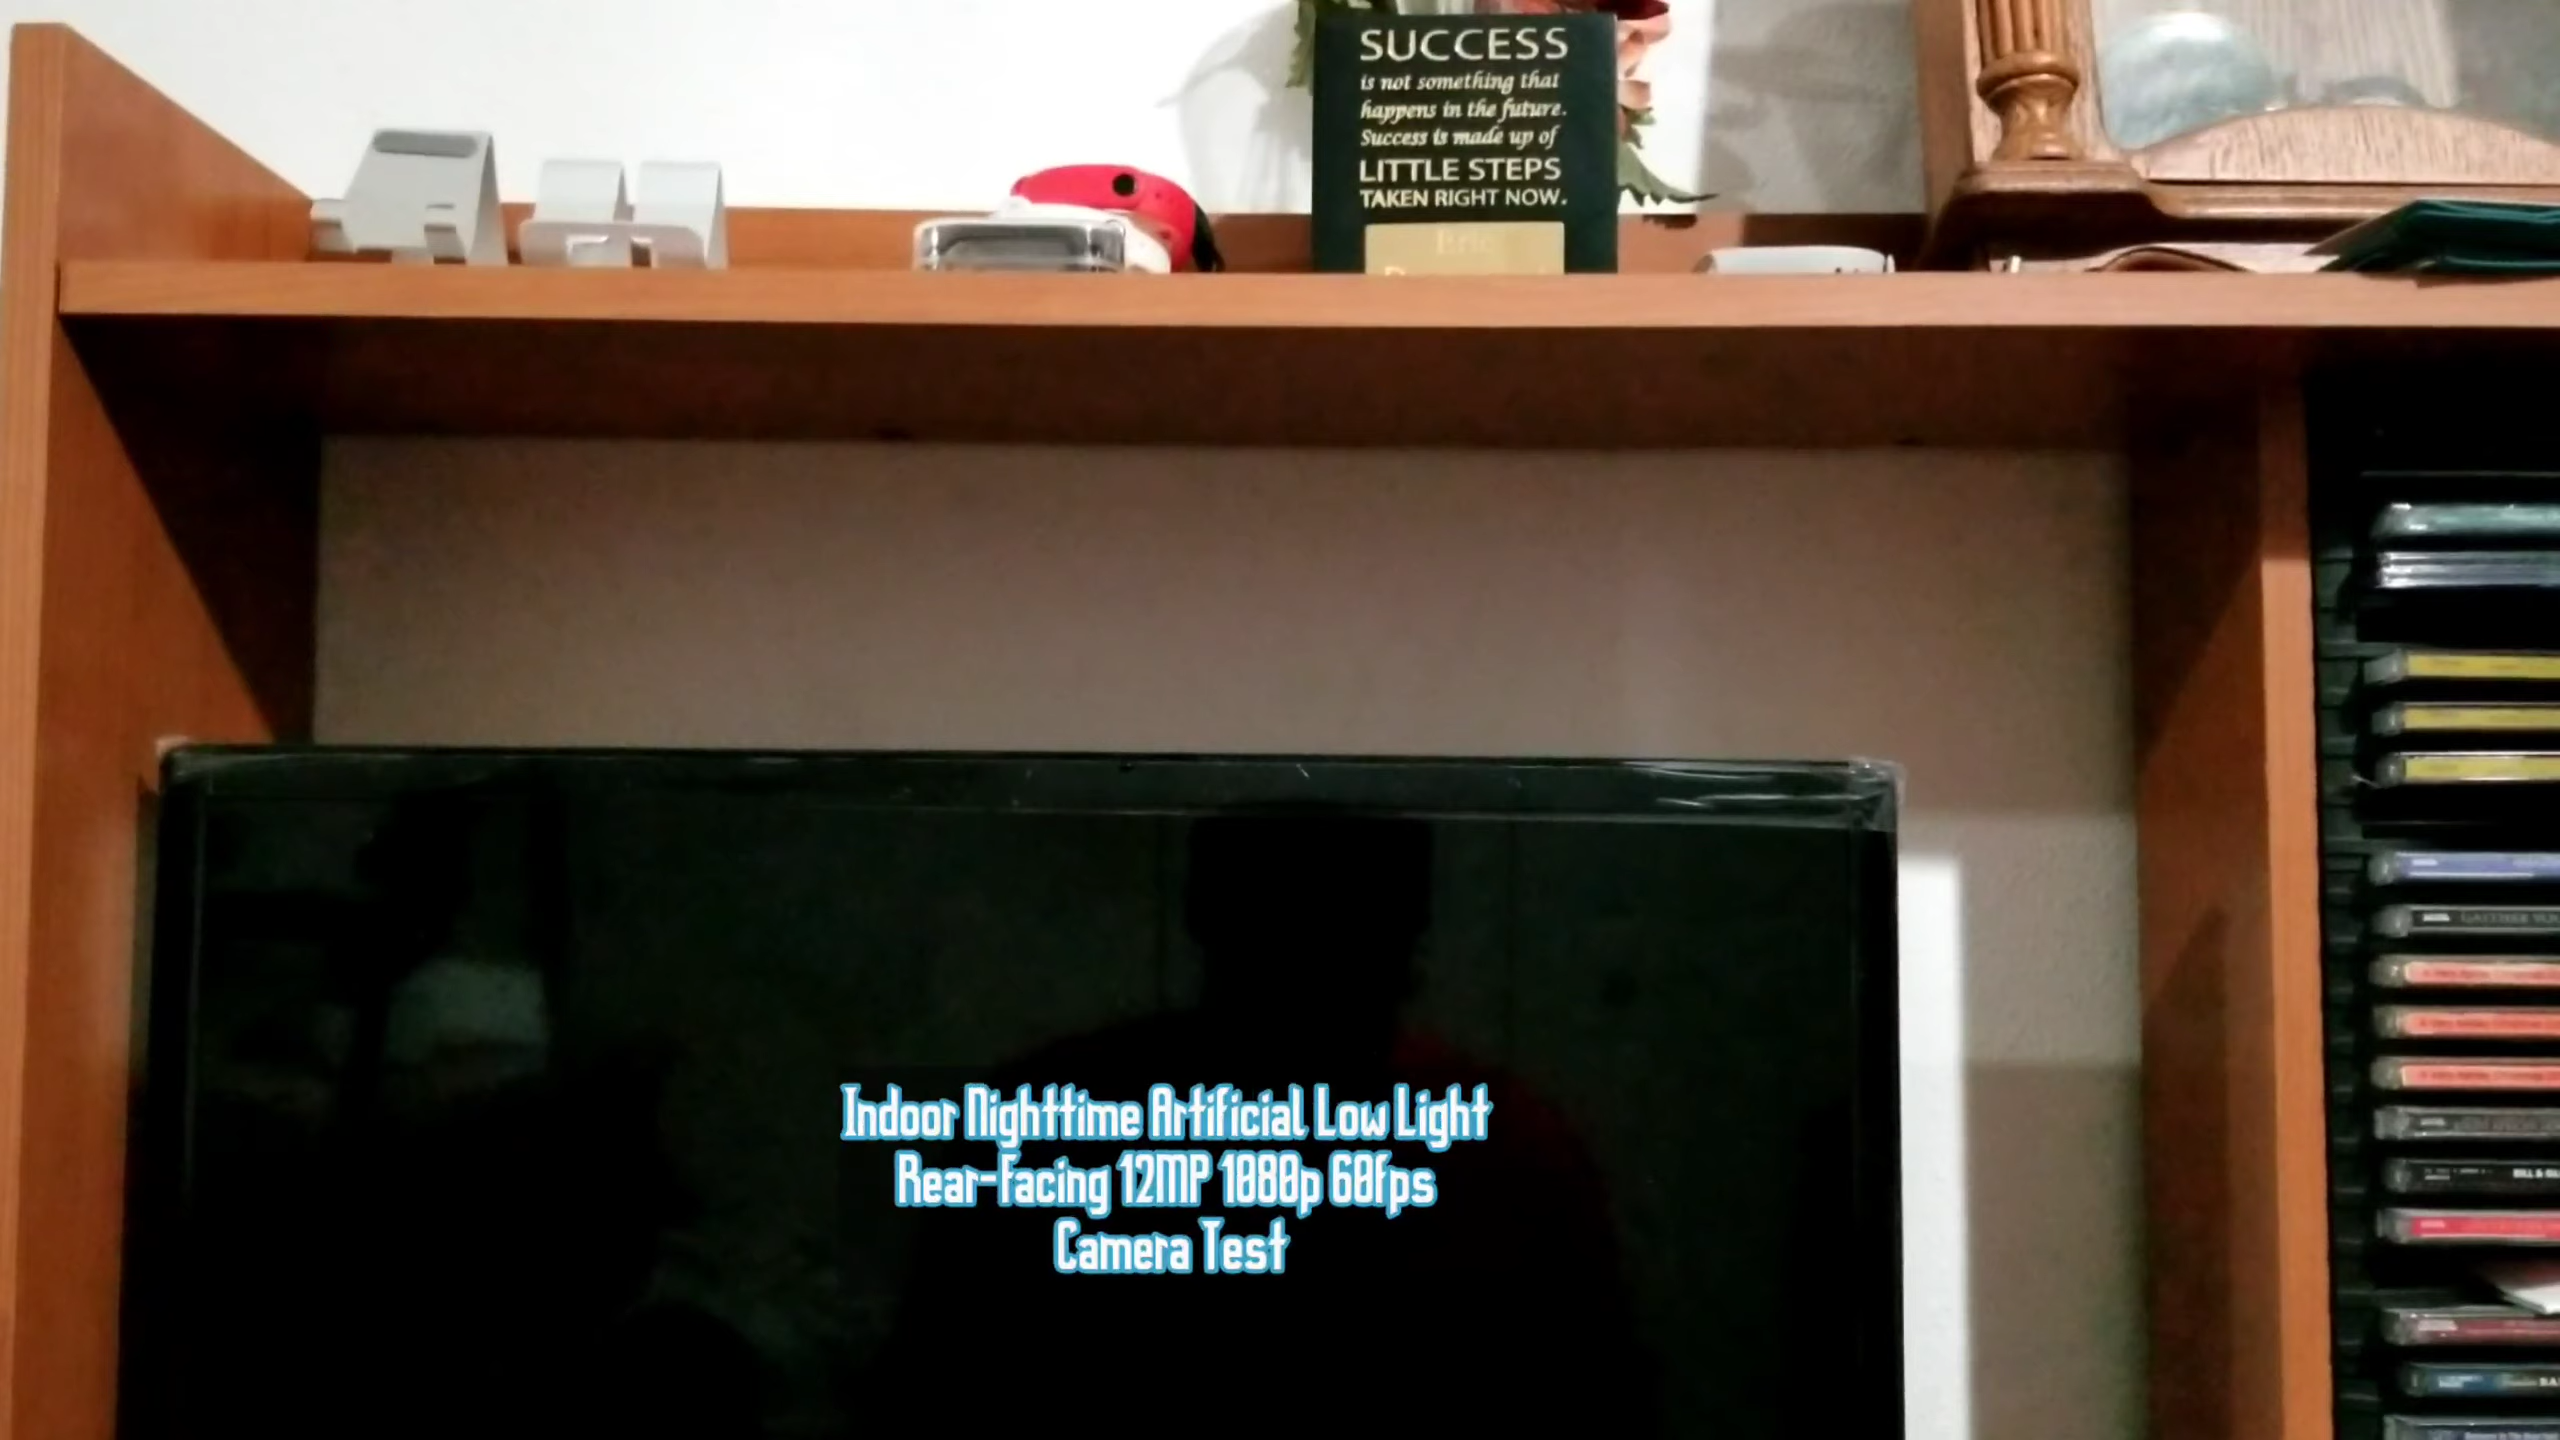 SUCCESS
is not something that
happens in the future.
Success is made up of
LITTLE STEPS
TAKEN RIGHT NOW.
Eric
Indoor Nighttime Artificial Low Light
Rear-Facing 12MP 1080p 60fps
Camera Test